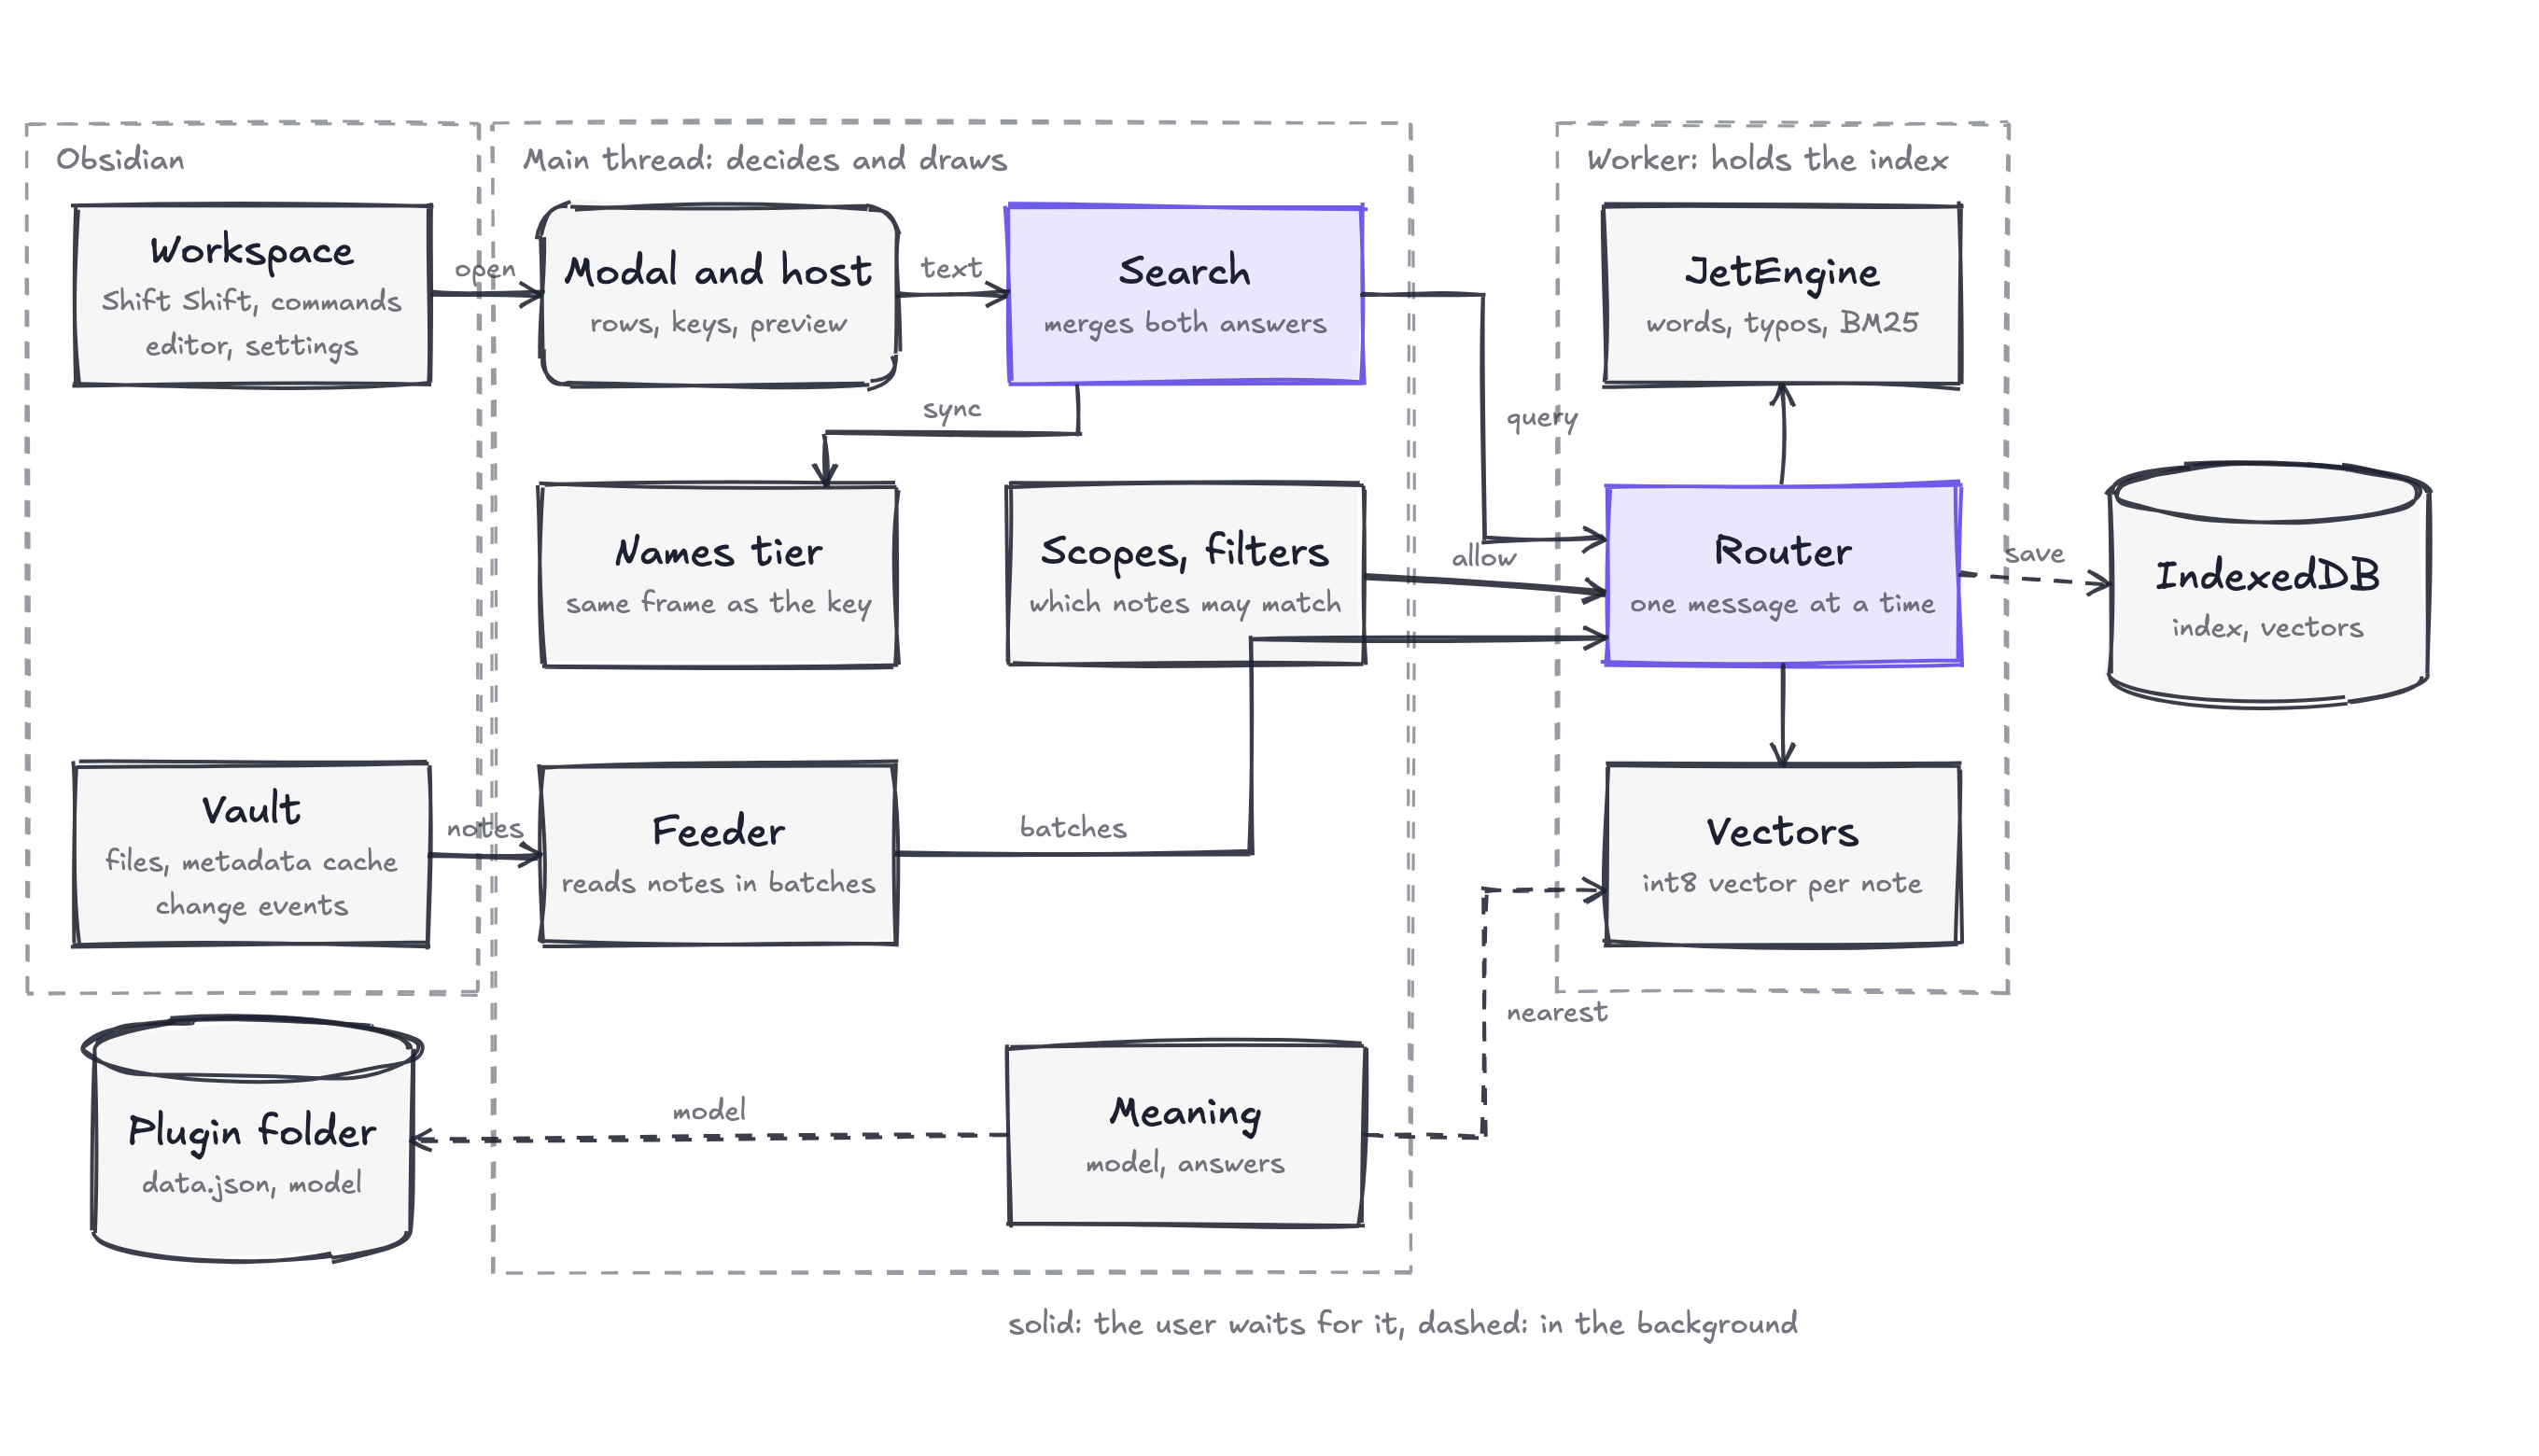 Obsidian
Main thread: decides and draws
Worker: holds the index
Workspace
Shift Shift, commands
editor, settings
open
Modal and host
rows, keys, preview
text
Search
merges both answers
JetEngine
words, typos, BM25
sync
query
Names tier
same frame as the key
Scopes, filters
which notes may match
allow
Router
one message at a time
save
IndexedDB
index, vectors
Vault
files, metadata cache
change events
notes
Feeder
reads notes in batches
batches
Vectors
int8 vector per note
nearest
Plugin folder
data.json, model
model
Meaning
model, answers
solid: the user waits for it, dashed: in the background